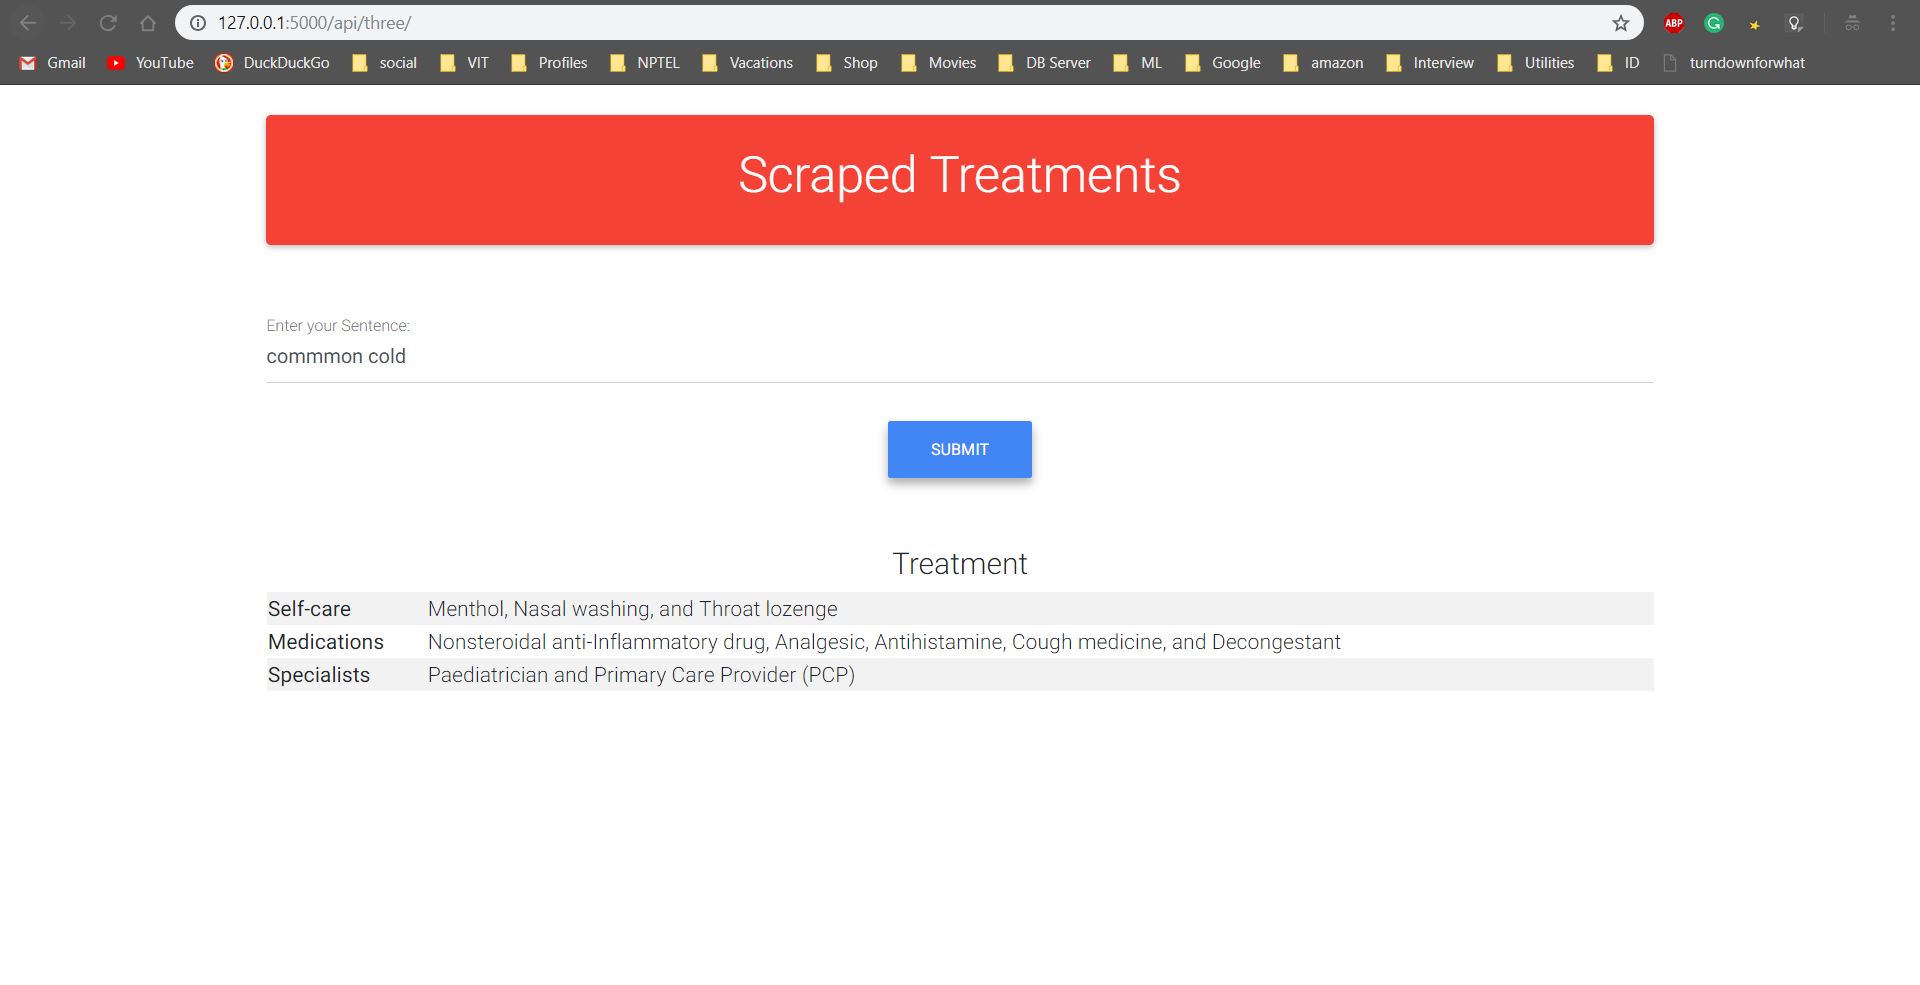 127.0.0.1:5000/api/three/
ABP
Gmail YouTube DuckDuckGo social VIT Profiles NPTEL Vacations Shop Movies DB Server ML Google amazon Interview Utilities ID turndownforwhat
Scraped Treatments
Enter your Sentence:
commmon cold
SUBMIT
Treatment
Self-care Menthol, Nasal washing, and Throat lozenge
Medications Nonsteroidal anti-Inflammatory drug, Analgesic, Antihistamine, Cough medicine, and Decongestant
Specialists Paediatrician and Primary Care Provider (PCP)